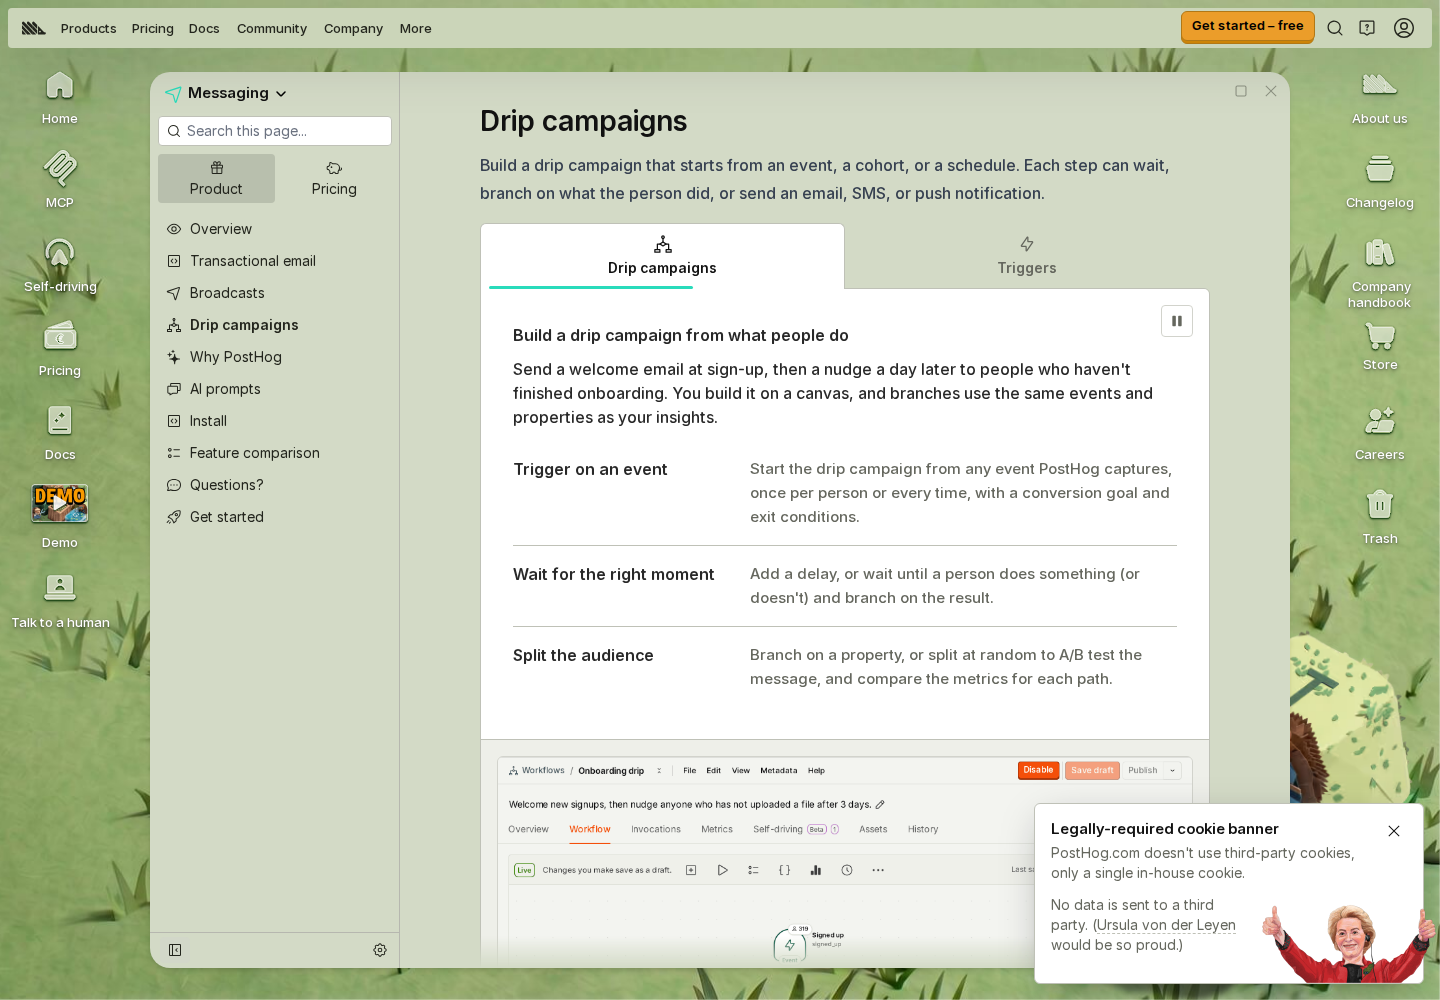 Products Pricing Docs Community Company More
Get started – free
Home
MCP
Self-driving
Pricing
Docs
DEMO
Demo
Talk to a human
Messaging
Search this page...
Product
Pricing
Overview
Transactional email
Broadcasts
Drip campaigns
Why PostHog
AI prompts
Install
Feature comparison
Questions?
Get started
Drip campaigns
Build a drip campaign that starts from an event, a cohort, or a schedule. Each step can wait,
branch on what the person did, or send an email, SMS, or push notification.
Drip campaigns
Triggers
Build a drip campaign from what people do
Send a welcome email at sign-up, then a nudge a day later to people who haven't
finished onboarding. You build it on a canvas, and branches use the same events and
properties as your insights.
Trigger on an event
Start the drip campaign from any event PostHog captures,
once per person or every time, with a conversion goal and
exit conditions.
Wait for the right moment
Add a delay, or wait until a person does something (or
doesn't) and branch on the result.
Split the audience
Branch on a property, or split at random to A/B test the
message, and compare the metrics for each path.
Workflows / Onboarding drip File Edit View Metadata Help
Disable Save draft Publish
Welcome new signups, then nudge anyone who has not uploaded a file after 3 days.
Overview Workflow Invocations Metrics Self-driving Beta 1 Assets History
Live Changes you make save as a draft.
Last sa
319
Signed up
signed_up
Event
About us
Changelog
Company
handbook
Store
Careers
Trash
Legally-required cookie banner
PostHog.com doesn't use third-party cookies,
only a single in-house cookie.
No data is sent to a third
party. (Ursula von der Leyen
would be so proud.)